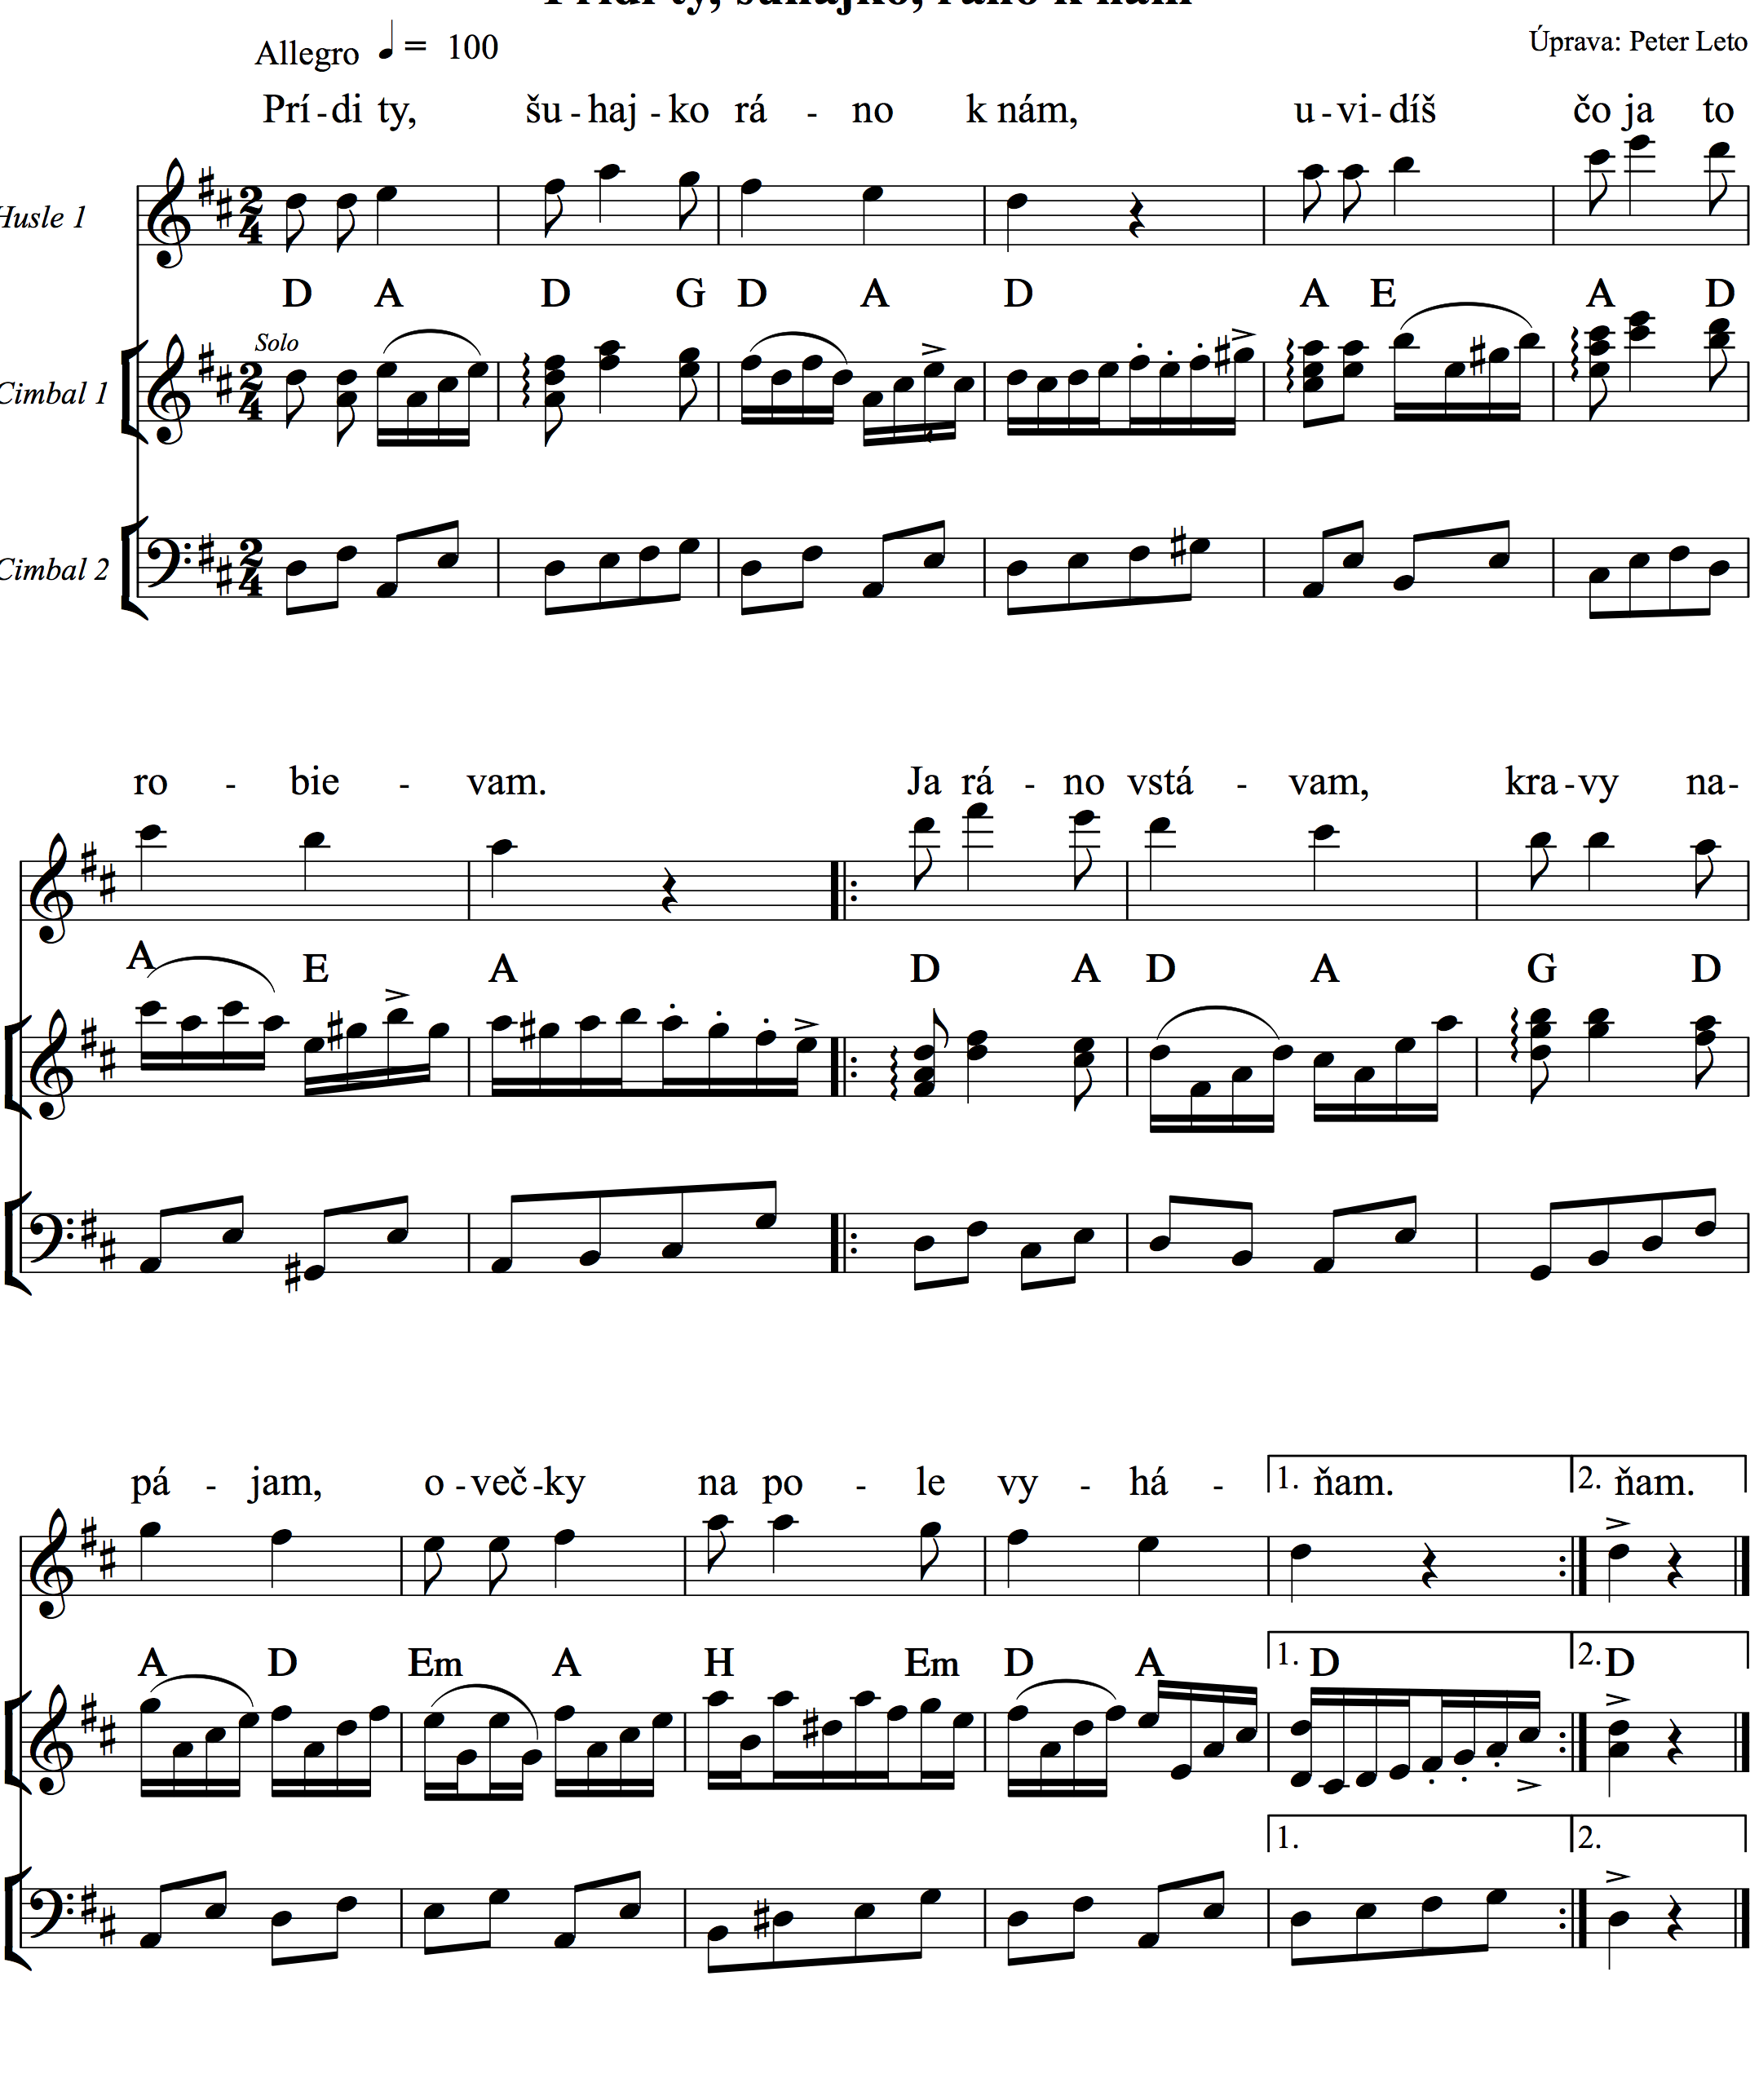 Allegro ♩ = 100
Úprava: Peter Leto
Prí-di ty, šu-haj-ko rá - no k nám, u-vi-díš čo ja to
Husle 1
D A D G D A D A E A D
Solo
Cimbal 1
Cimbal 2
ro - bie - vam. Ja rá - no vstá - vam, kra-vy na-
A E A D A D A G D
pá - jam, o-več-ky na po - le vy - há - 1. ňam. 2. ňam.
A D Em A H Em D A 1. D 2. D
1. 2.